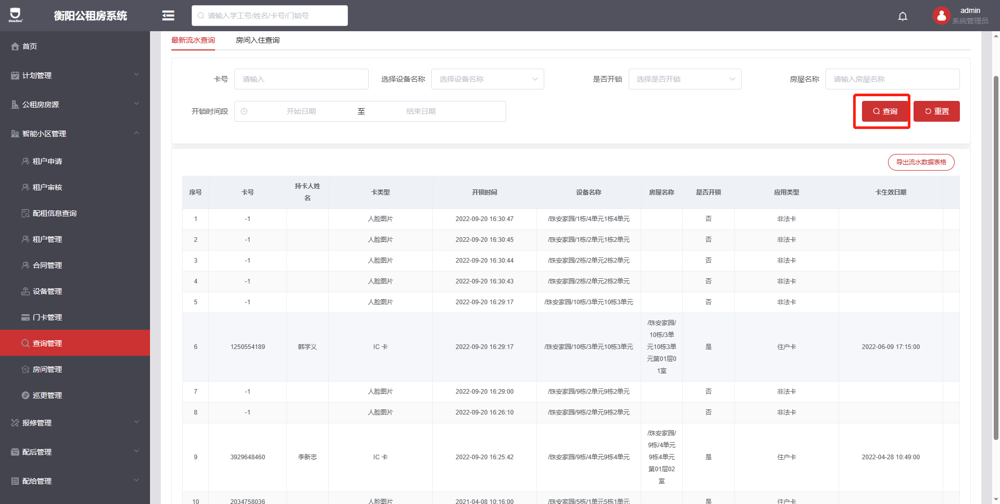 衡阳公租房系统
请输入学工号/姓名/卡号/门锁号
admin
系统管理员
首页
计划管理
公租房房源
智能小区管理
租户申请
租户审核
配租信息查询
租户管理
合同管理
设备管理
门卡管理
查询管理
房间管理
巡更管理
报修管理
配后管理
配给管理
最新流水查询 房间入住查询
卡号 请输入 选择设备名称 选择设备名称 是否开锁 选择是否开锁 房屋名称 请输入房屋名称
开锁时间段 开始日期 至 结束日期 查询 重置
导出流水数据表格
序号 卡号 持卡人姓名 卡类型 开锁时间 设备名称 房屋名称 是否开锁 应用类型 卡生效日期
1 -1 人脸图片 2022-09-20 16:30:47 /珠安家园/1栋/4单元1栋4单元 否 非法卡
2 -1 人脸图片 2022-09-20 16:30:45 /珠安家园/1栋/2单元1栋2单元 否 非法卡
3 -1 人脸图片 2022-09-20 16:30:44 /珠安家园/2栋/2单元2栋2单元 否 非法卡
4 -1 人脸图片 2022-09-20 16:30:43 /珠安家园/2栋/2单元2栋2单元 否 非法卡
5 -1 人脸图片 2022-09-20 16:29:17 /珠安家园/10栋/3单元10栋3单元 否 非法卡
6 1250554189 韩学义 IC 卡 2022-09-20 16:29:17 /珠安家园/10栋/3单元10栋3单元 /珠安家园/10栋/3单元10栋3单元第01层01室 是 住户卡 2022-06-09 17:15:00
7 -1 人脸图片 2022-09-20 16:29:00 /珠安家园/9栋/2单元9栋2单元 否 非法卡
8 -1 人脸图片 2022-09-20 16:26:10 /珠安家园/9栋/2单元9栋2单元 否 非法卡
9 3929648460 李新忠 IC 卡 2022-09-20 16:25:42 /珠安家园/9栋/4单元9栋4单元 /珠安家园/9栋/4单元9栋4单元第01层02室 是 住户卡 2022-04-28 10:49:00
10 2034758036 人脸图片 2021-04-08 10:16:00 /珠安家园/5栋/1单元5栋1单元 是 住户卡